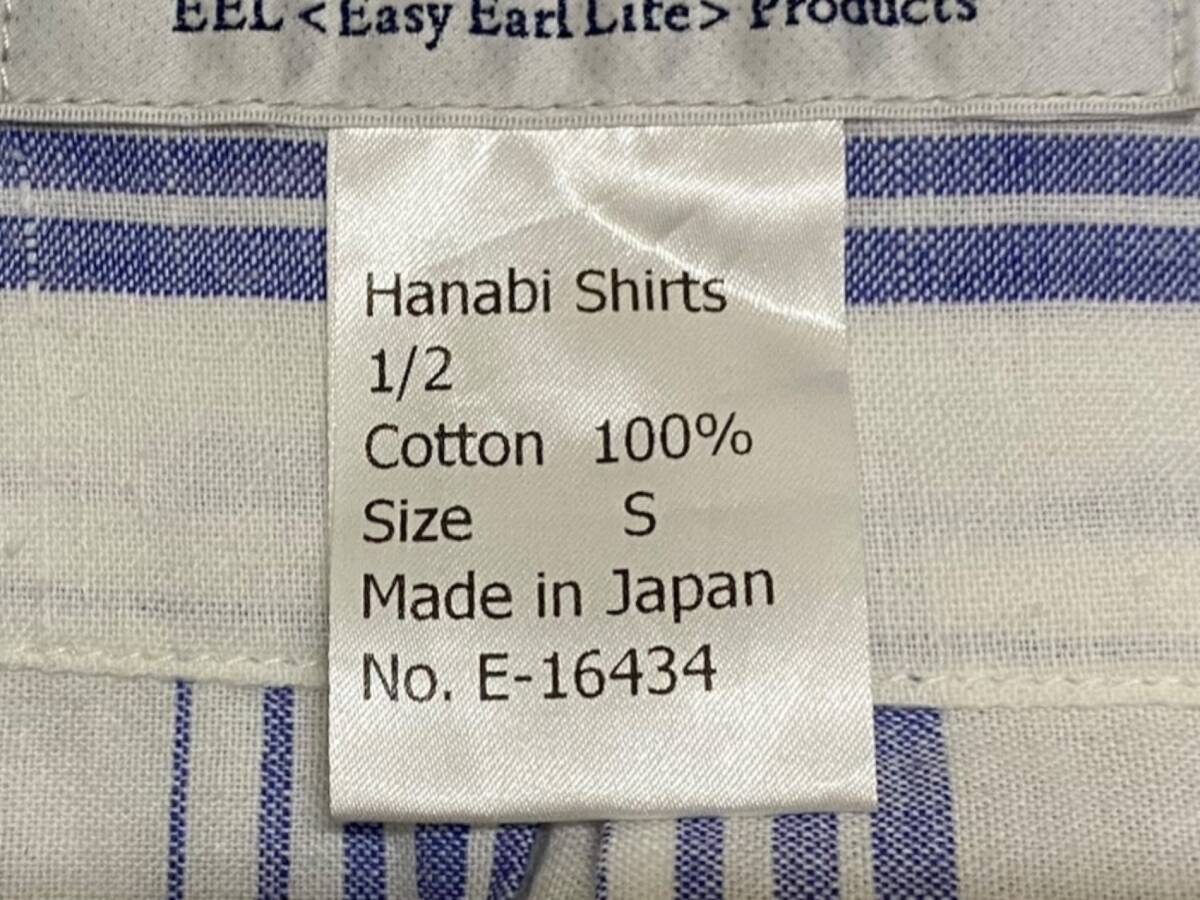 EEL <Easy Earl Life> Products
Hanabi Shirts
1/2
Cotton 100%
Size S
Made in Japan
No. E-16434